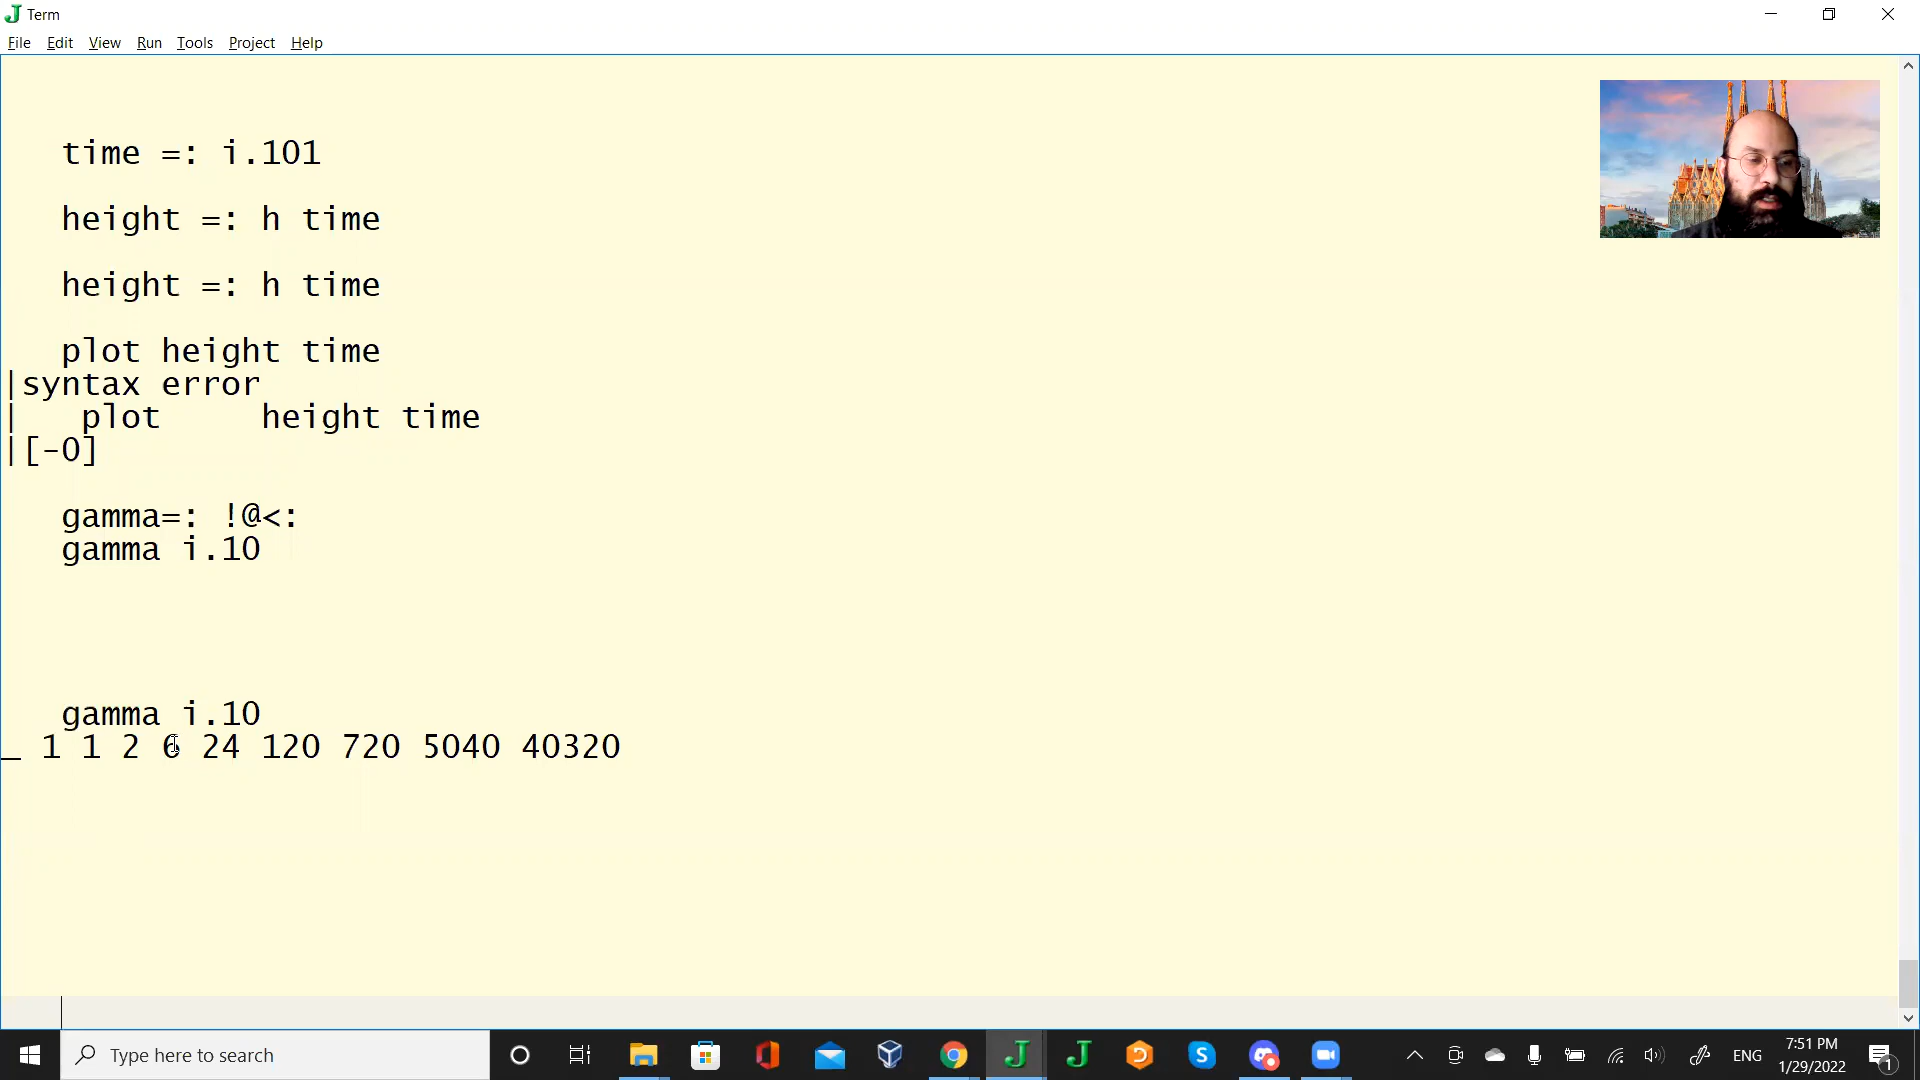 Term
File Edit View Run Tools Project Help
time =: i.101
height =: h time
height =: h time
plot height time
|syntax error
|   plot     height time
|[-0]
gamma=: !@<:
gamma i.10
gamma i.10
_ 1 1 2 6 24 120 720 5040 40320
Type here to search
ENG
7:51 PM
1/29/2022
1